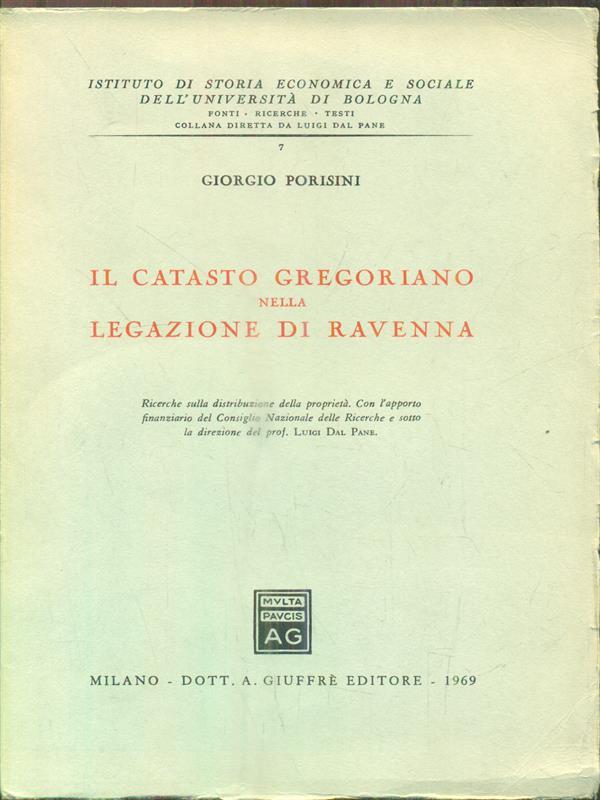 ISTITUTO DI STORIA ECONOMICA E SOCIALE
DELL'UNIVERSITÀ DI BOLOGNA
FONTI · RICERCHE · TESTI
COLLANA DIRETTA DA LUIGI DAL PANE
7
GIORGIO PORISINI
IL CATASTO GREGORIANO
NELLA
LEGAZIONE DI RAVENNA
Ricerche sulla distribuzione della proprietà. Con l'apporto
finanziario del Consiglio Nazionale delle Ricerche e sotto
la direzione del prof. LUIGI DAL PANE.
MVLTA
PAVCIS
AG
MILANO - DOTT. A. GIUFFRÈ EDITORE - 1969